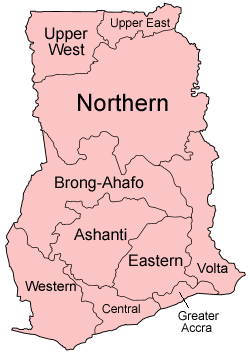 Upper East
Upper
West
Northern
Brong-Ahafo
Ashanti
Eastern
Volta
Western
Central
Greater
Accra